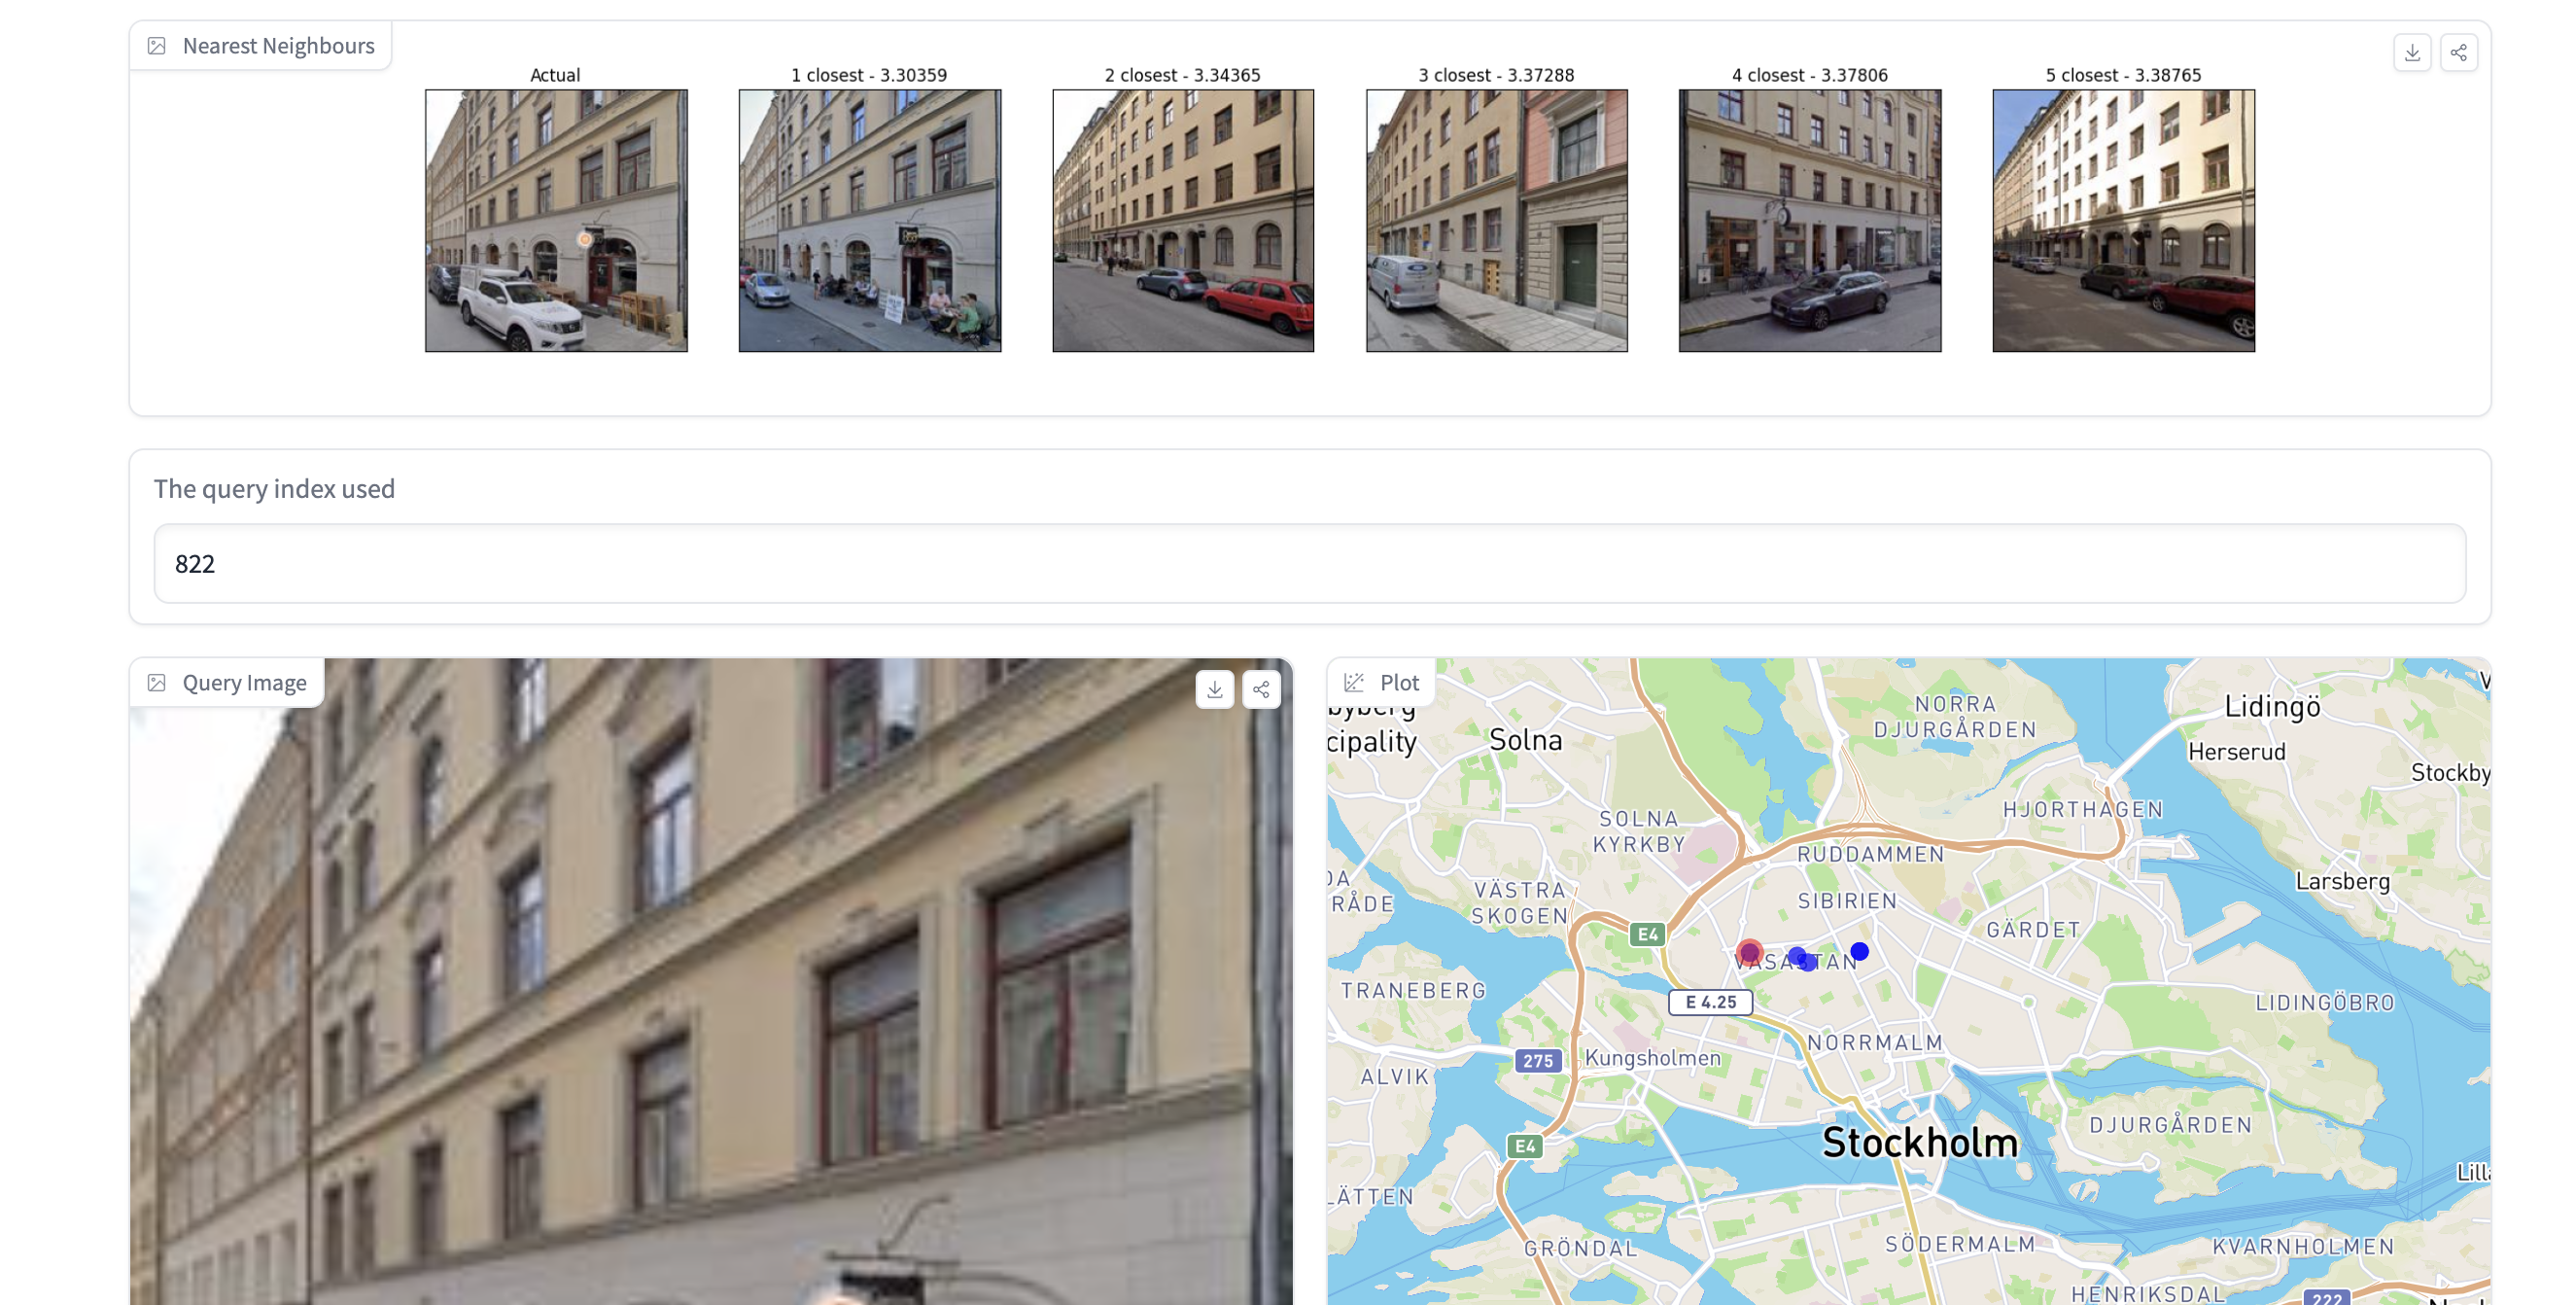 Nearest Neighbours
Actual
1 closest - 3.30359
2 closest - 3.34365
3 closest - 3.37288
4 closest - 3.37806
5 closest - 3.38765
The query index used
822
Query Image
Plot
cipality
Solna
NORRA
DJURGÅRDEN
Lidingö
Herserud
Stockby
HJORTHAGEN
SOLNA
KYRKBY
RUDDAMMEN
VÄSTRA
SKOGEN
RÅDE
SIBIRIEN
Larsberg
GÄRDET
E4
VASASTAN
TRANEBERG
E 4.25
LIDINGÖBRO
NORRMALM
275
Kungsholmen
ALVIK
E4
Stockholm
DJURGÅRDEN
LÄTTEN
GRÖNDAL
SÖDERMALM
KVARNHOLMEN
HENRIKSDAL
222